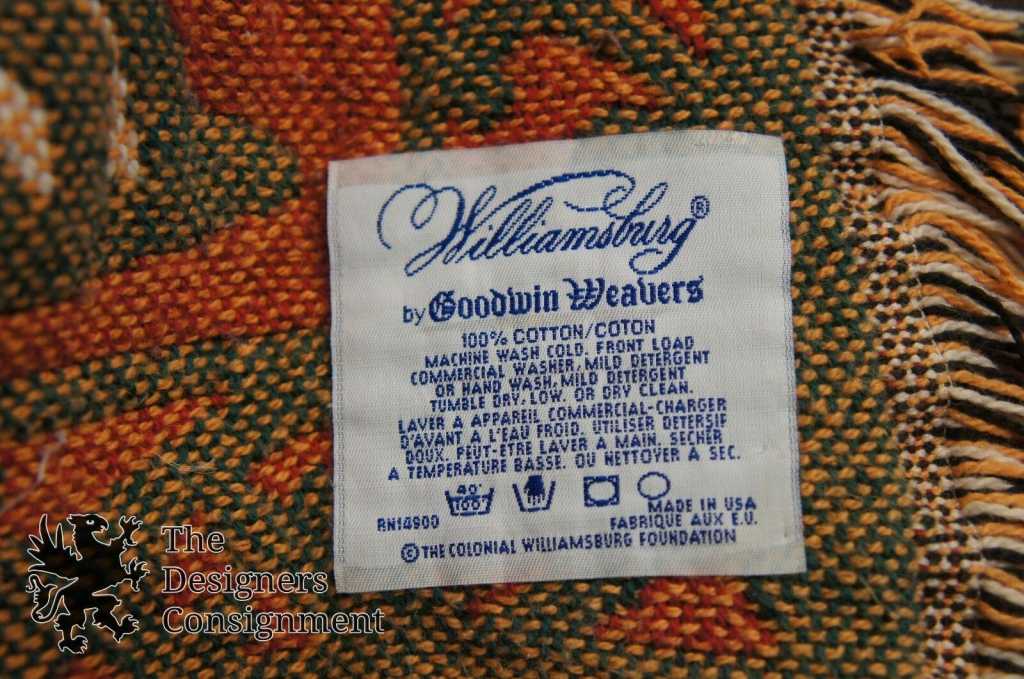 Williamsburg®
by Goodwin Weavers
100% COTTON/COTON
MACHINE WASH COLD, FRONT LOAD
COMMERCIAL WASHER, MILD DETERGENT
OR HAND WASH, MILD DETERGENT
TUMBLE DRY, LOW, OR DRY CLEAN.
LAVER A APPAREIL COMMERCIAL-CHARGER
D'AVANT A L'EAU FROID. UTILISER DETERSIF
DOUX. PEUT-ÊTRE LAVER A MAIN. SECHER
A TEMPERATURE BASSE. OU NETTOYER A SEC.
40°
100°
RN14900
MADE IN USA
FABRIQUE AUX E.U.
© THE COLONIAL WILLIAMSBURG FOUNDATION
The
Designers
Consignment